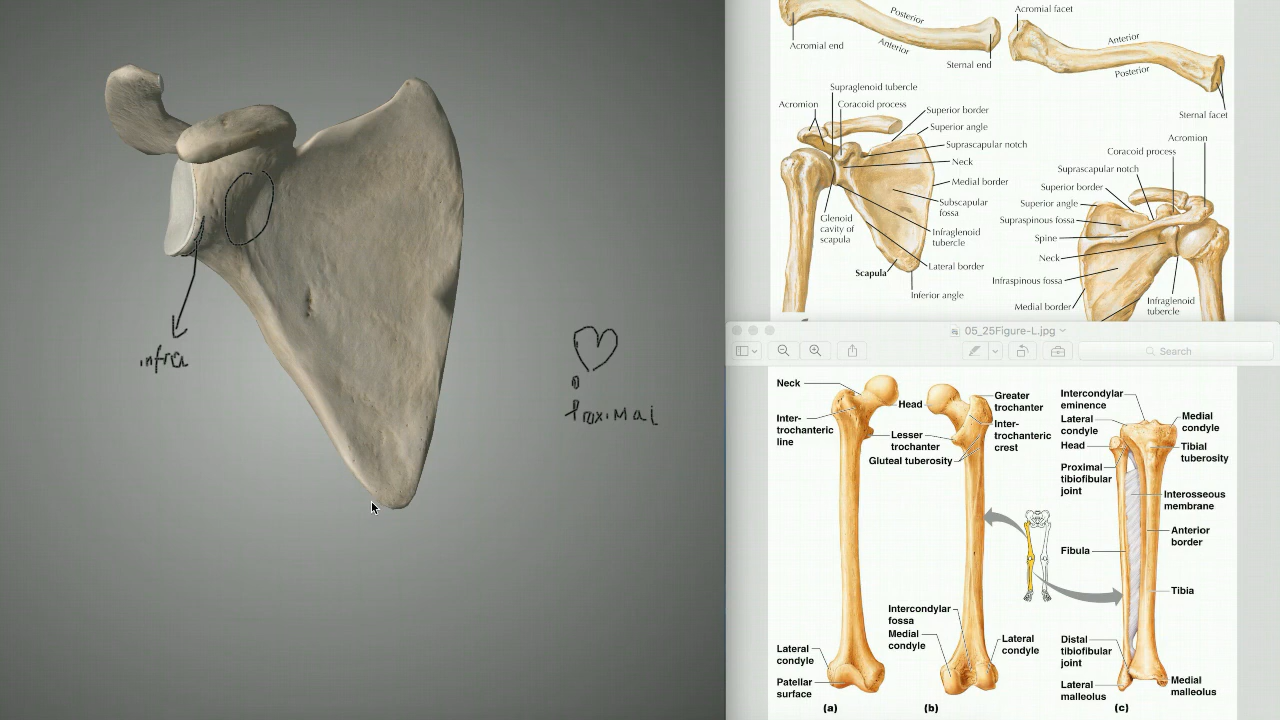 infra
Proximal
Posterior
Anterior
Acromial end
Sternal end
Acromial facet
Anterior
Posterior
Sternal facet
Supraglenoid tubercle
Acromion
Coracoid process
Superior border
Superior angle
Suprascapular notch
Neck
Medial border
Subscapular
fossa
Glenoid
cavity of
scapula
Infraglenoid
tubercle
Lateral border
Scapula
Inferior angle
Acromion
Coracoid process
Suprascapular notch
Superior border
Superior angle
Supraspinous fossa
Spine
Neck
Infraspinous fossa
Medial border
Infraglenoid
tubercle
05_25Figure-L.jpg
Search
Neck
Inter-
trochanteric
line
Head
Lesser
trochanter
Gluteal tuberosity
Greater
trochanter
Inter-
trochanteric
crest
Intercondylar
fossa
Medial
condyle
Lateral
condyle
Lateral
condyle
Patellar
surface
(a)
(b)
Intercondylar
eminence
Lateral
condyle
Head
Proximal
tibiofibular
joint
Medial
condyle
Tibial
tuberosity
Interosseous
membrane
Anterior
border
Fibula
Tibia
Distal
tibiofibular
joint
Lateral
malleolus
Medial
malleolus
(c)